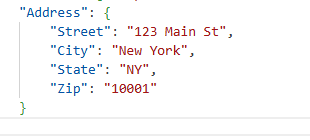 "Address": {
"Street": "123 Main St",
"City": "New York",
"State": "NY",
"Zip": "10001"
}